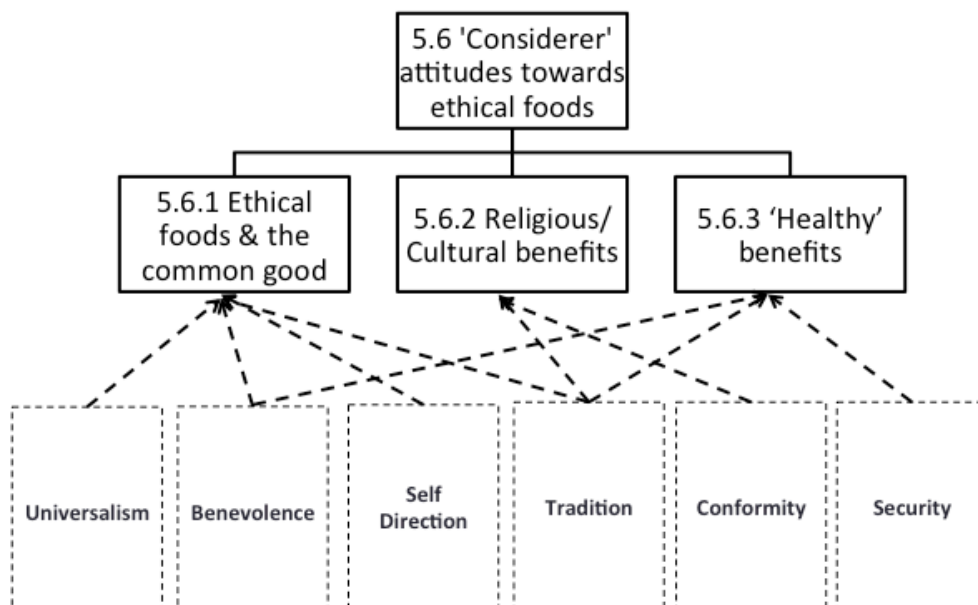 5.6 'Considerer'
attitudes towards
ethical foods
5.6.1 Ethical
foods & the
common good
5.6.2 Religious/
Cultural benefits
5.6.3 ‘Healthy’
benefits
Universalism
Benevolence
Self
Direction
Tradition
Conformity
Security